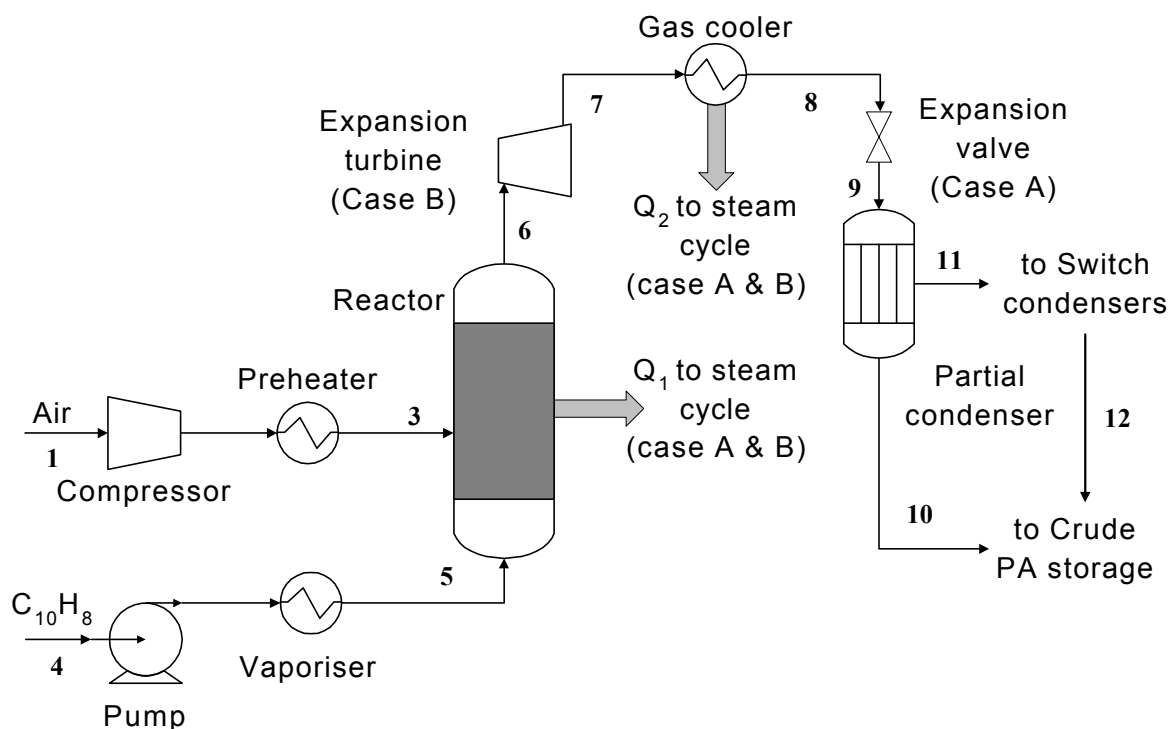 Gas cooler
7
8
Expansion
turbine
(Case B)
Expansion
valve
(Case A)
9
Q2 to steam
cycle
(case A & B)
6
11
to Switch
condensers
Reactor
Preheater
Q1 to steam
cycle
(case A & B)
Partial
condenser
Air
3
12
1
Compressor
10
5
to Crude
PA storage
C10H8
4
Vaporiser
Pump